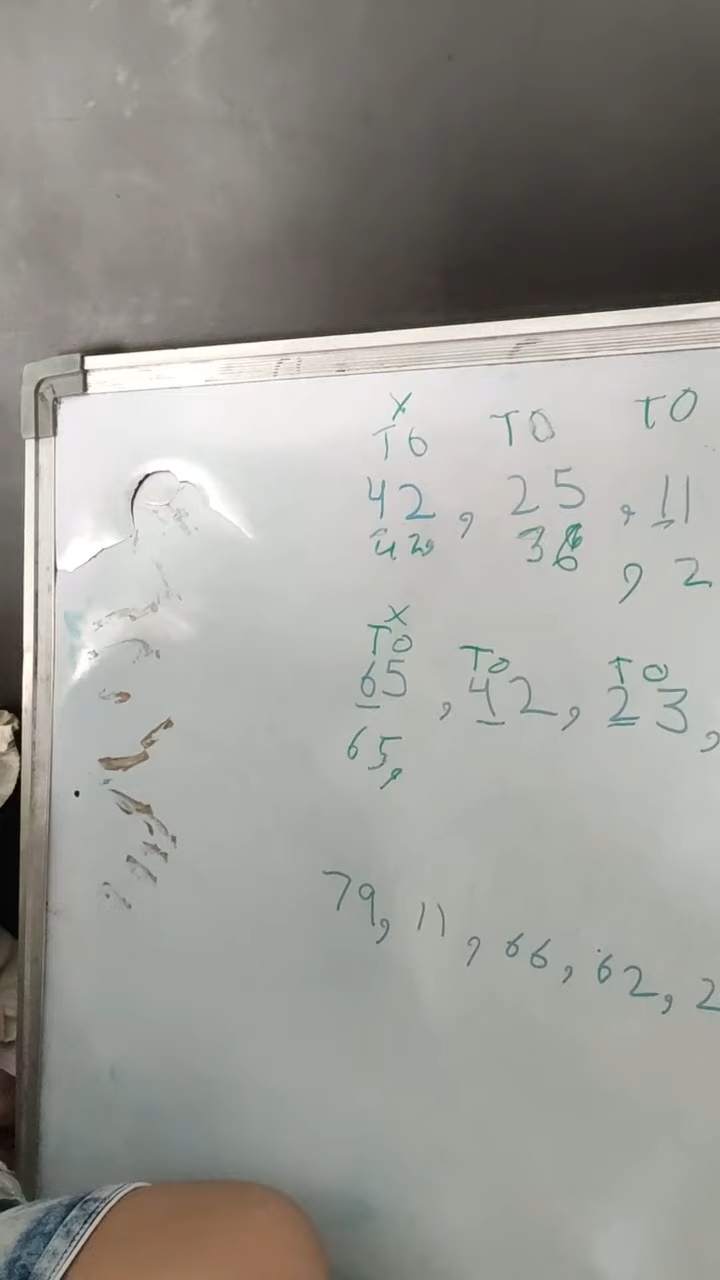 x
TO TO TO
42, 25, 11
42, 36, 2
x
TO TO TO
65, 42, 23,
65,
79, 11, 66, 62, 2